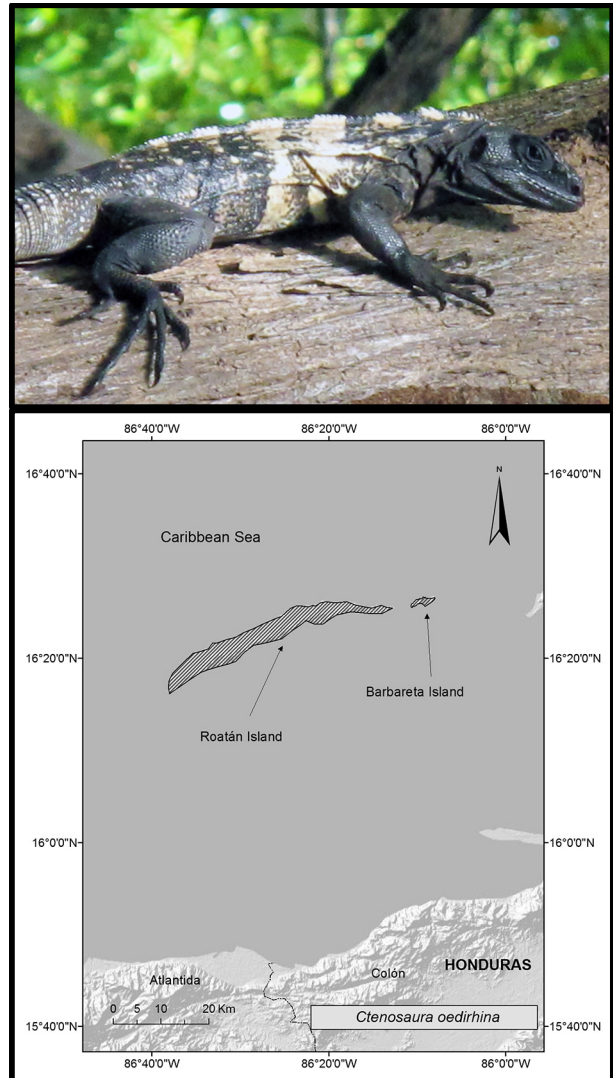 86°40'0"W 86°20'0"W 86°0'0"W
16°40'0"N 16°40'0"N
N
Caribbean Sea
16°20'0"N 16°20'0"N
Barbareta Island
Roatán Island
16°0'0"N 16°0'0"N
HONDURAS
Colón
Atlantida
0 5 10 20 Km
Ctenosaura oedirhina
15°40'0"N 15°40'0"N
86°40'0"W 86°20'0"W 86°0'0"W